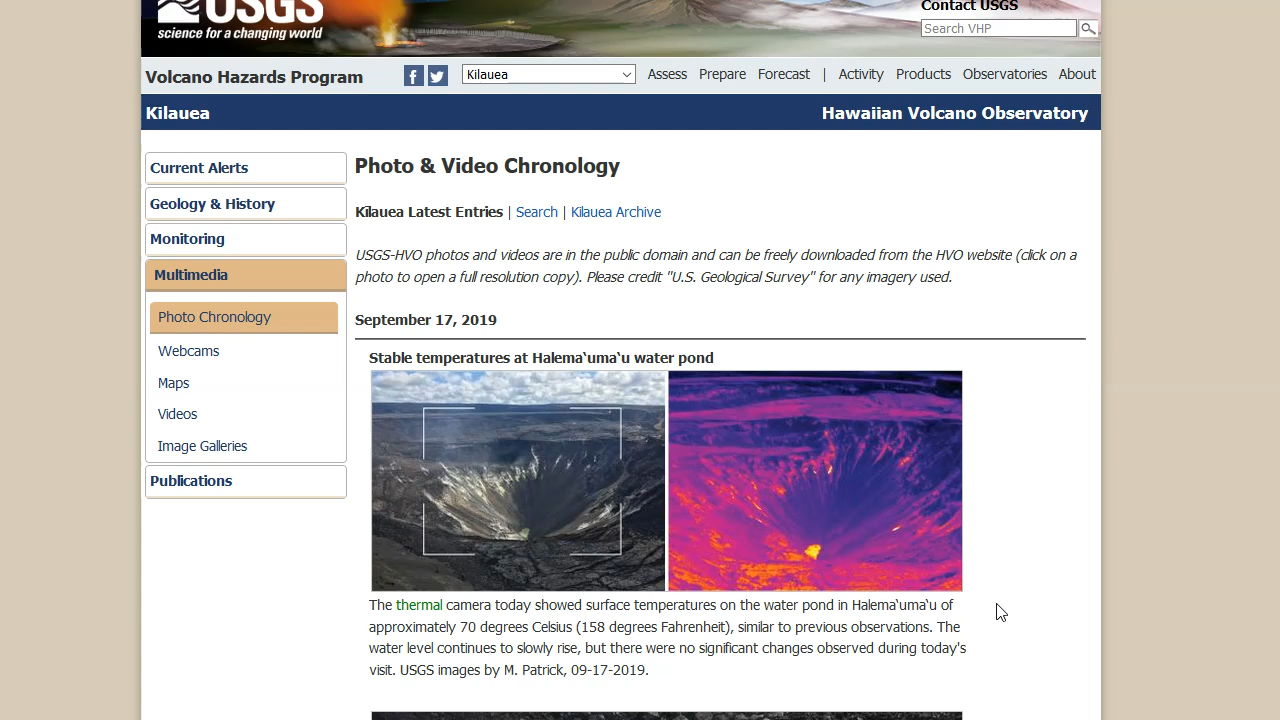 USGS
science for a changing world
Contact USGS
Search VHP
Volcano Hazards Program
f
Kilauea
Assess Prepare Forecast | Activity Products Observatories About
Kilauea
Hawaiian Volcano Observatory
Current Alerts
Geology & History
Monitoring
Multimedia
Photo Chronology
Webcams
Maps
Videos
Image Galleries
Publications
Photo & Video Chronology
Kilauea Latest Entries | Search | Kilauea Archive
USGS-HVO photos and videos are in the public domain and can be freely downloaded from the HVO website (click on a
photo to open a full resolution copy). Please credit "U.S. Geological Survey" for any imagery used.
September 17, 2019
Stable temperatures at Halema‘uma‘u water pond
The thermal camera today showed surface temperatures on the water pond in Halema‘uma‘u of
approximately 70 degrees Celsius (158 degrees Fahrenheit), similar to previous observations. The
water level continues to slowly rise, but there were no significant changes observed during today's
visit. USGS images by M. Patrick, 09-17-2019.